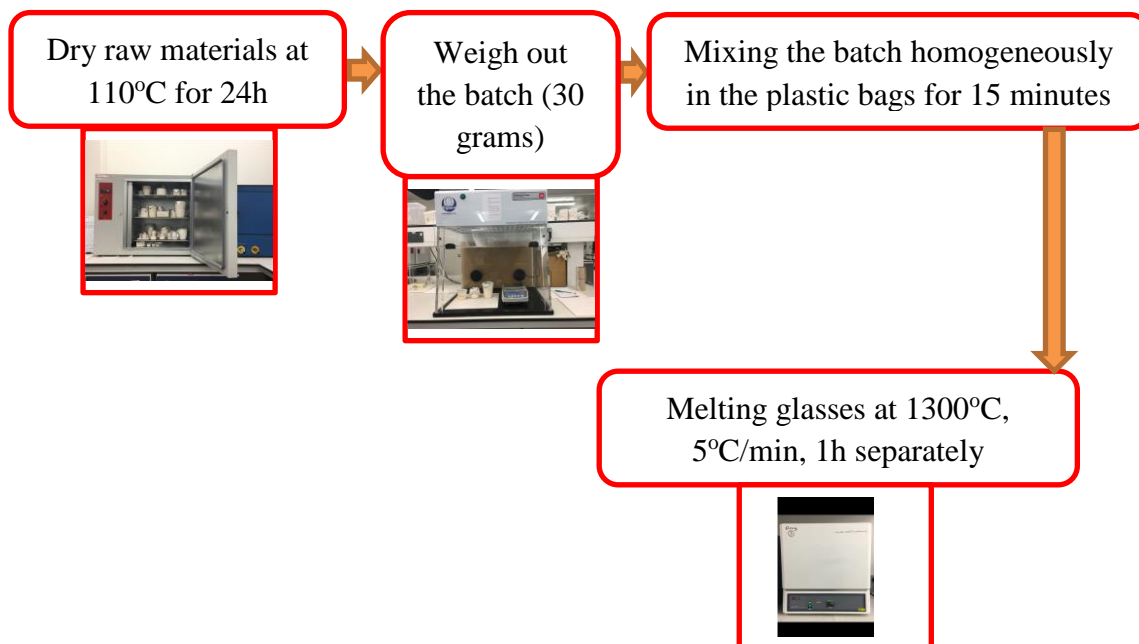 Dry raw materials at
110ºC for 24h
Weigh out
the batch (30
grams)
Mixing the batch homogeneously
in the plastic bags for 15 minutes
Melting glasses at 1300ºC,
5ºC/min, 1h separately